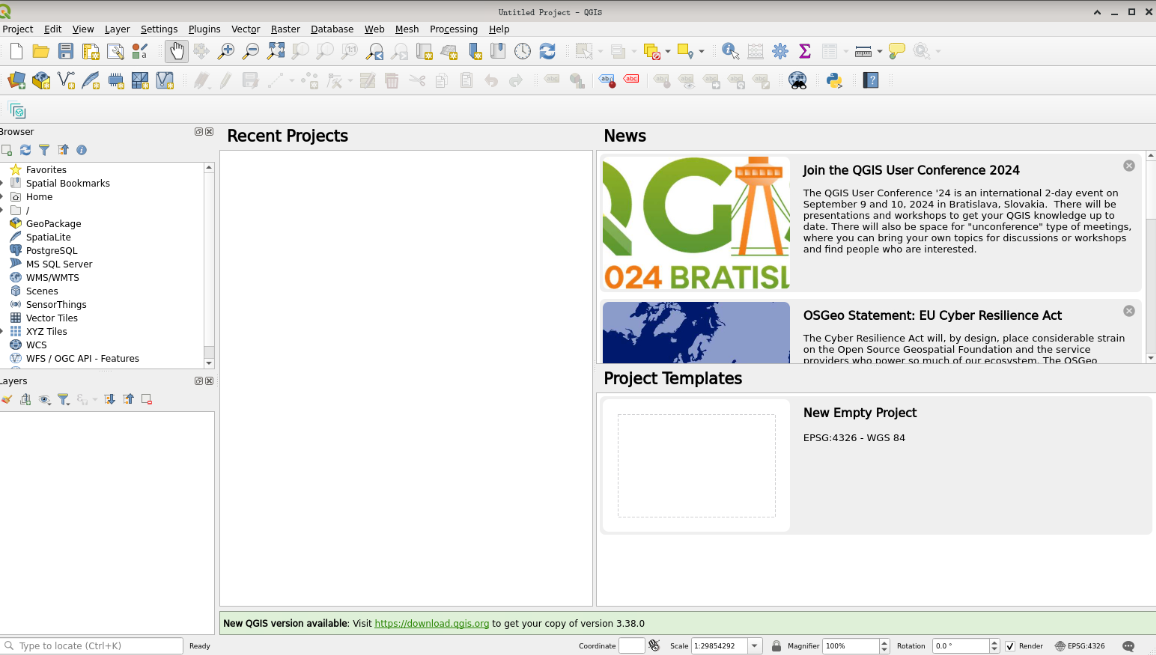 Untitled Project - QGIS
Project Edit View Layer Settings Plugins Vector Raster Database Web Mesh Processing Help
Browser
Favorites
Spatial Bookmarks
Home
/
GeoPackage
SpatiaLite
PostgreSQL
MS SQL Server
WMS/WMTS
Scenes
SensorThings
Vector Tiles
XYZ Tiles
WCS
WFS / OGC API - Features
Layers
Recent Projects
News
QG
024 BRATISL
Join the QGIS User Conference 2024
The QGIS User Conference '24 is an international 2-day event on
September 9 and 10, 2024 in Bratislava, Slovakia. There will be
presentations and workshops to get your QGIS knowledge up to
date. There will also be space for "unconference" type of meetings,
where you can bring your own topics for discussions or workshops
and find people who are interested.
OSGeo Statement: EU Cyber Resilience Act
The Cyber Resilience Act will, by design, place considerable strain
on the Open Source Geospatial Foundation and the service
providers who power so much of our ecosystem. The OSGeo
Project Templates
New Empty Project
EPSG:4326 - WGS 84
New QGIS version available: Visit https://download.qgis.org to get your copy of version 3.38.0
Type to locate (Ctrl+K) Ready Coordinate Scale 1:29854292 Magnifier 100% Rotation 0.0 ° Render EPSG:4326